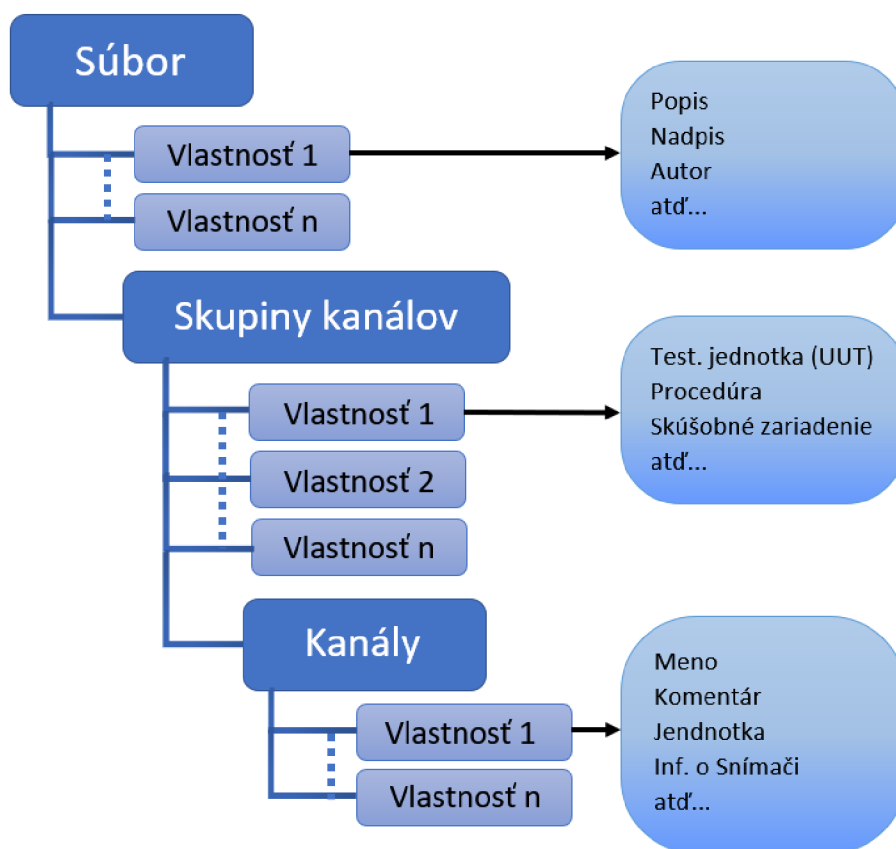 Súbor
Vlastnosť 1
Vlastnosť n
Popis
Nadpis
Autor
atď...
Skupiny kanálov
Vlastnosť 1
Vlastnosť 2
Vlastnosť n
Test. jednotka (UUT)
Procedúra
Skúšobné zariadenie
atď...
Kanály
Vlastnosť 1
Vlastnosť n
Meno
Komentár
Jendnotka
Inf. o Snímači
atď...